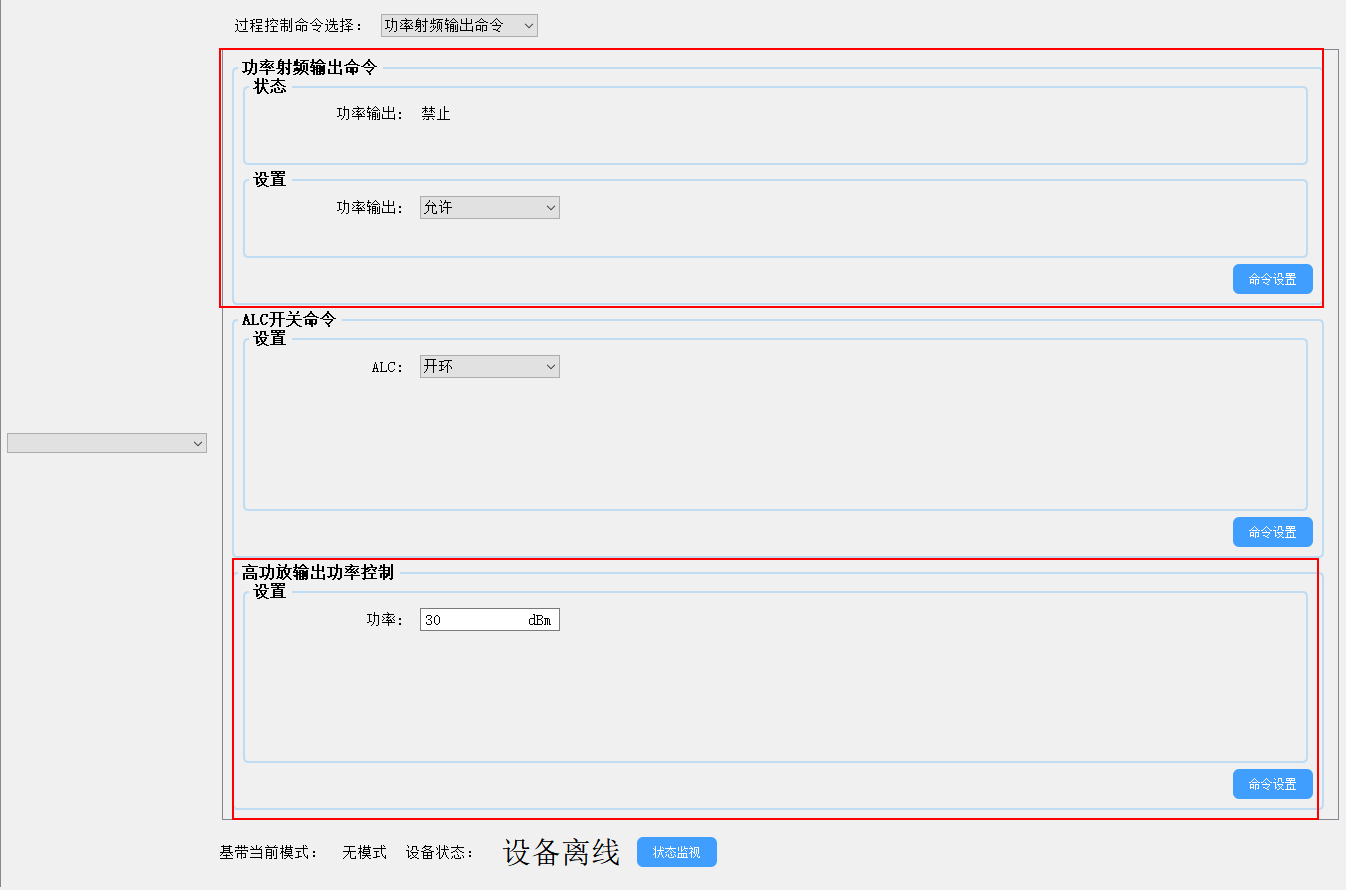 过程控制命令选择： 功率射频输出命令
功率射频输出命令
状态
功率输出： 禁止
设置
功率输出： 允许
命令设置
ALC开关命令
设置
ALC： 开环
命令设置
高功放输出功率控制
设置
功率： 30 dBm
命令设置
基带当前模式： 无模式 设备状态： 设备离线 状态监视